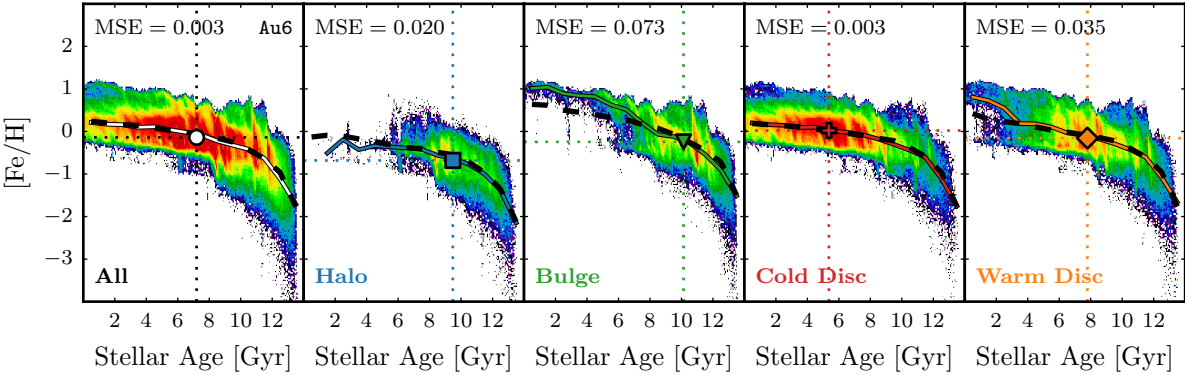 MSE = 0.003 Au6
MSE = 0.020
MSE = 0.073
MSE = 0.003
MSE = 0.035
[Fe/H]
2
1
0
−1
−2
−3
All
Halo
Bulge
Cold Disc
Warm Disc
2 4 6 8 10 12
2 4 6 8 10 12
2 4 6 8 10 12
2 4 6 8 10 12
2 4 6 8 10 12
Stellar Age [Gyr]
Stellar Age [Gyr]
Stellar Age [Gyr]
Stellar Age [Gyr]
Stellar Age [Gyr]